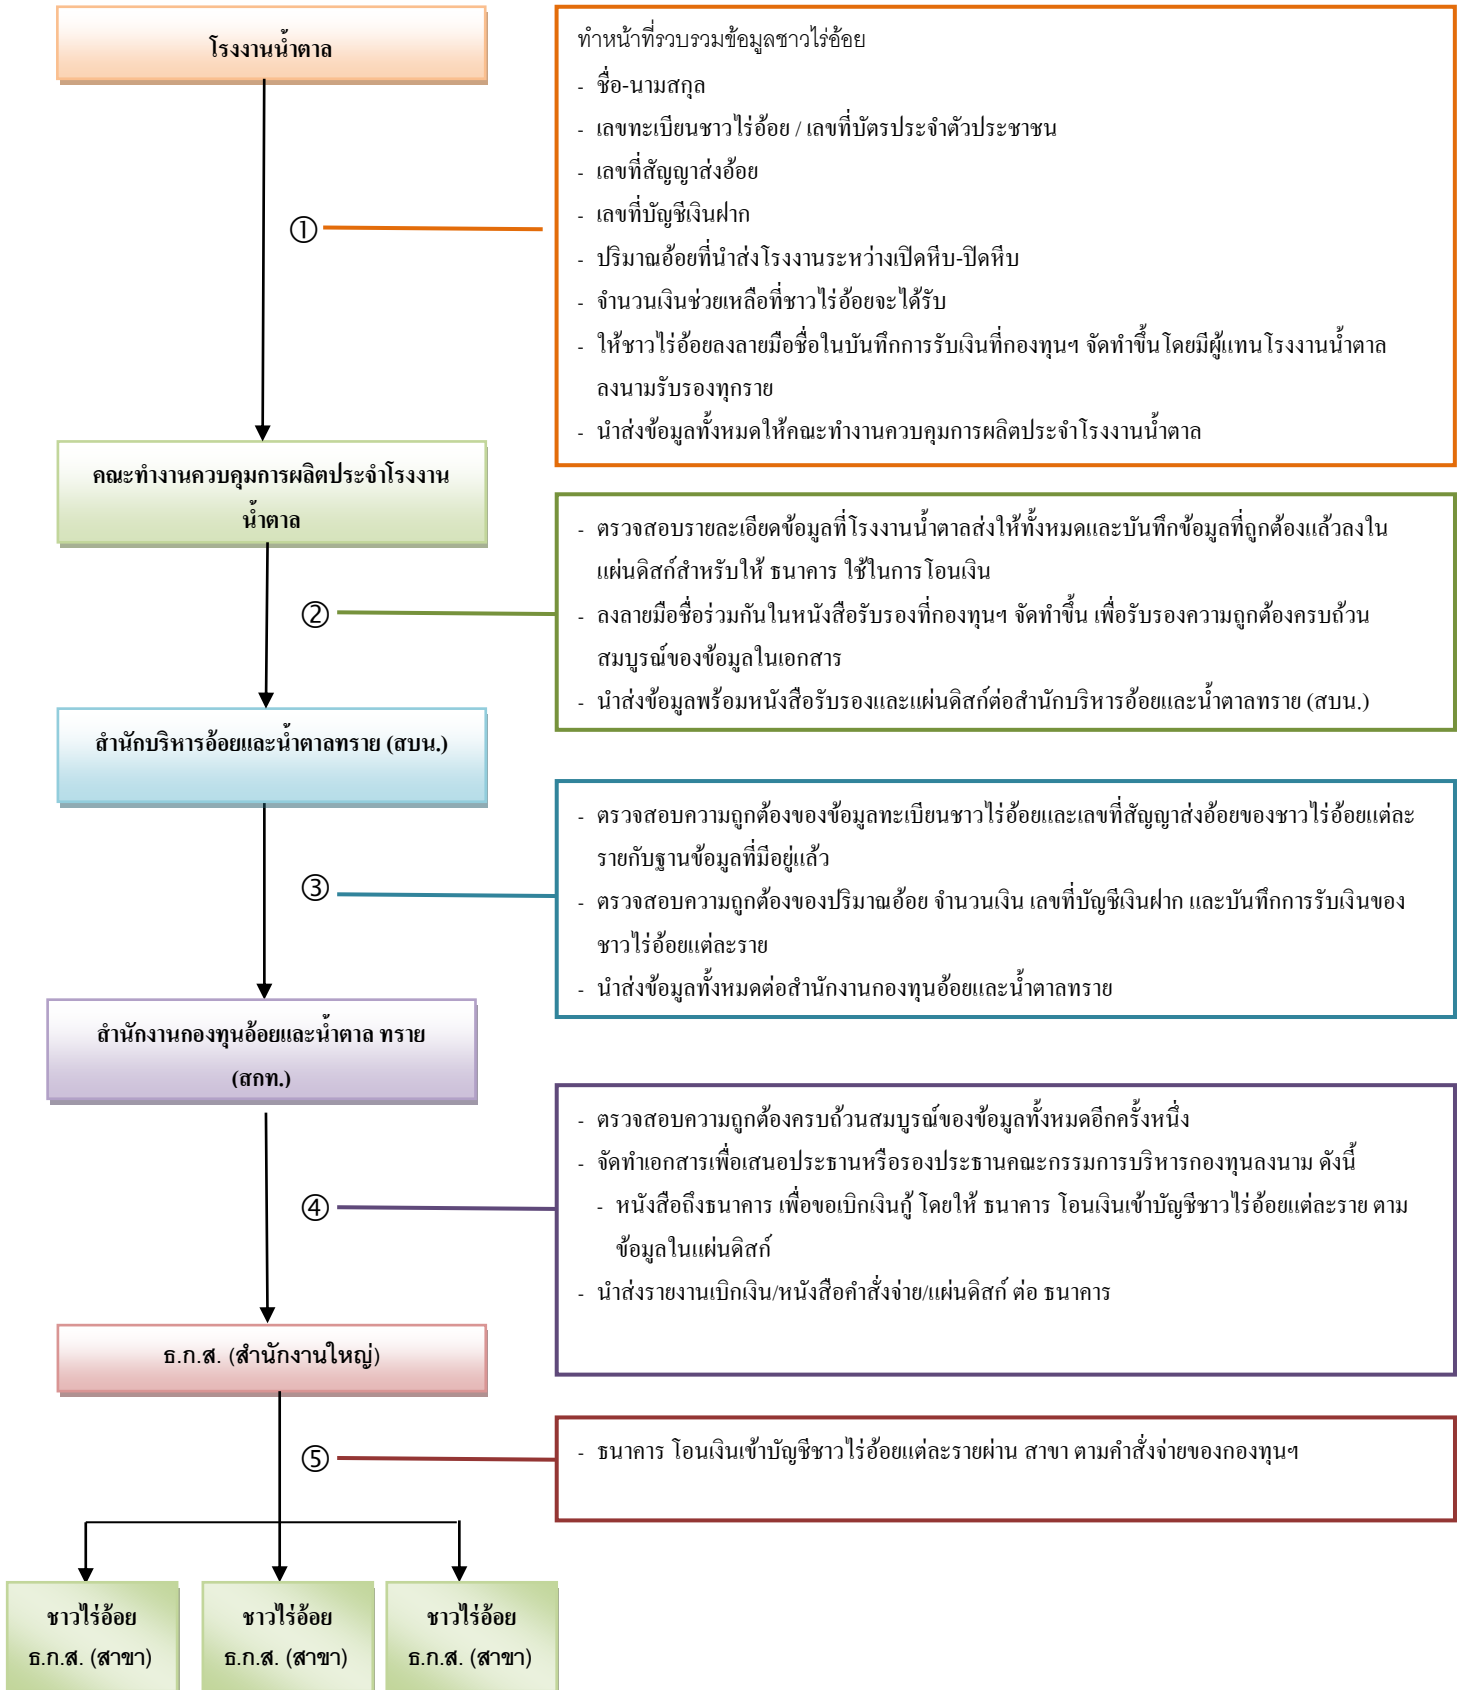 โรงงานน้ำตาล
ทำหน้าที่รวบรวมข้อมูลชาวไร่อ้อย
- ชื่อ-นามสกุล
- เลขทะเบียนชาวไร่อ้อย / เลขที่บัตรประจำตัวประชาชน
- เลขที่สัญญาส่งอ้อย
- เลขที่บัญชีเงินฝาก
- ปริมาณอ้อยที่นำส่งโรงงานระหว่างเปิดหีบ-ปิดหีบ
- จำนวนเงินช่วยเหลือที่ชาวไร่อ้อยจะได้รับ
- ให้ชาวไร่อ้อยลงลายมือชื่อในบันทึกการรับเงินที่กองทุนฯ จัดทำขึ้นโดยมีผู้แทนโรงงานน้ำตาล
ลงนามรับรองทุกราย
- นำส่งข้อมูลทั้งหมดให้คณะทำงานควบคุมการผลิตประจำโรงงานน้ำตาล
①
คณะทำงานควบคุมการผลิตประจำโรงงาน
น้ำตาล
②
- ตรวจสอบรายละเอียดข้อมูลที่โรงงานน้ำตาลส่งให้ทั้งหมดและบันทึกข้อมูลที่ถูกต้องแล้วลงใน
แผ่นดิสก์สำหรับให้ ธนาคาร ใช้ในการโอนเงิน
- ลงลายมือชื่อร่วมกันในหนังสือรับรองที่กองทุนฯ จัดทำขึ้น เพื่อรับรองความถูกต้องครบถ้วน
สมบูรณ์ของข้อมูลในเอกสาร
- นำส่งข้อมูลพร้อมหนังสือรับรองและแผ่นดิสก์ต่อสำนักบริหารอ้อยและน้ำตาลทราย (สบน.)
สำนักบริหารอ้อยและน้ำตาลทราย (สบน.)
③
- ตรวจสอบความถูกต้องของข้อมูลทะเบียนชาวไร่อ้อยและเลขที่สัญญาส่งอ้อยของชาวไร่อ้อยแต่ละ
รายกับฐานข้อมูลที่มีอยู่แล้ว
- ตรวจสอบความถูกต้องของปริมาณอ้อย จำนวนเงิน เลขที่บัญชีเงินฝาก และบันทึกการรับเงินของ
ชาวไร่อ้อยแต่ละราย
- นำส่งข้อมูลทั้งหมดต่อสำนักงานกองทุนอ้อยและน้ำตาลทราย
สำนักงานกองทุนอ้อยและน้ำตาล ทราย
(สกท.)
④
- ตรวจสอบความถูกต้องครบถ้วนสมบูรณ์ของข้อมูลทั้งหมดอีกครั้งหนึ่ง
- จัดทำเอกสารเพื่อเสนอประธานหรือรองประธานคณะกรรมการบริหารกองทุนลงนาม ดังนี้
- หนังสือถึงธนาคาร เพื่อขอเบิกเงินกู้ โดยให้ ธนาคาร โอนเงินเข้าบัญชีชาวไร่อ้อยแต่ละราย ตาม
ข้อมูลในแผ่นดิสก์
- นำส่งรายงานเบิกเงิน/หนังสือคำสั่งจ่าย/แผ่นดิสก์ ต่อ ธนาคาร
ธ.ก.ส. (สำนักงานใหญ่)
⑤
- ธนาคาร โอนเงินเข้าบัญชีชาวไร่อ้อยแต่ละรายผ่าน สาขา ตามคำสั่งจ่ายของกองทุนฯ
ชาวไร่อ้อย
ธ.ก.ส. (สาขา)
ชาวไร่อ้อย
ธ.ก.ส. (สาขา)
ชาวไร่อ้อย
ธ.ก.ส. (สาขา)